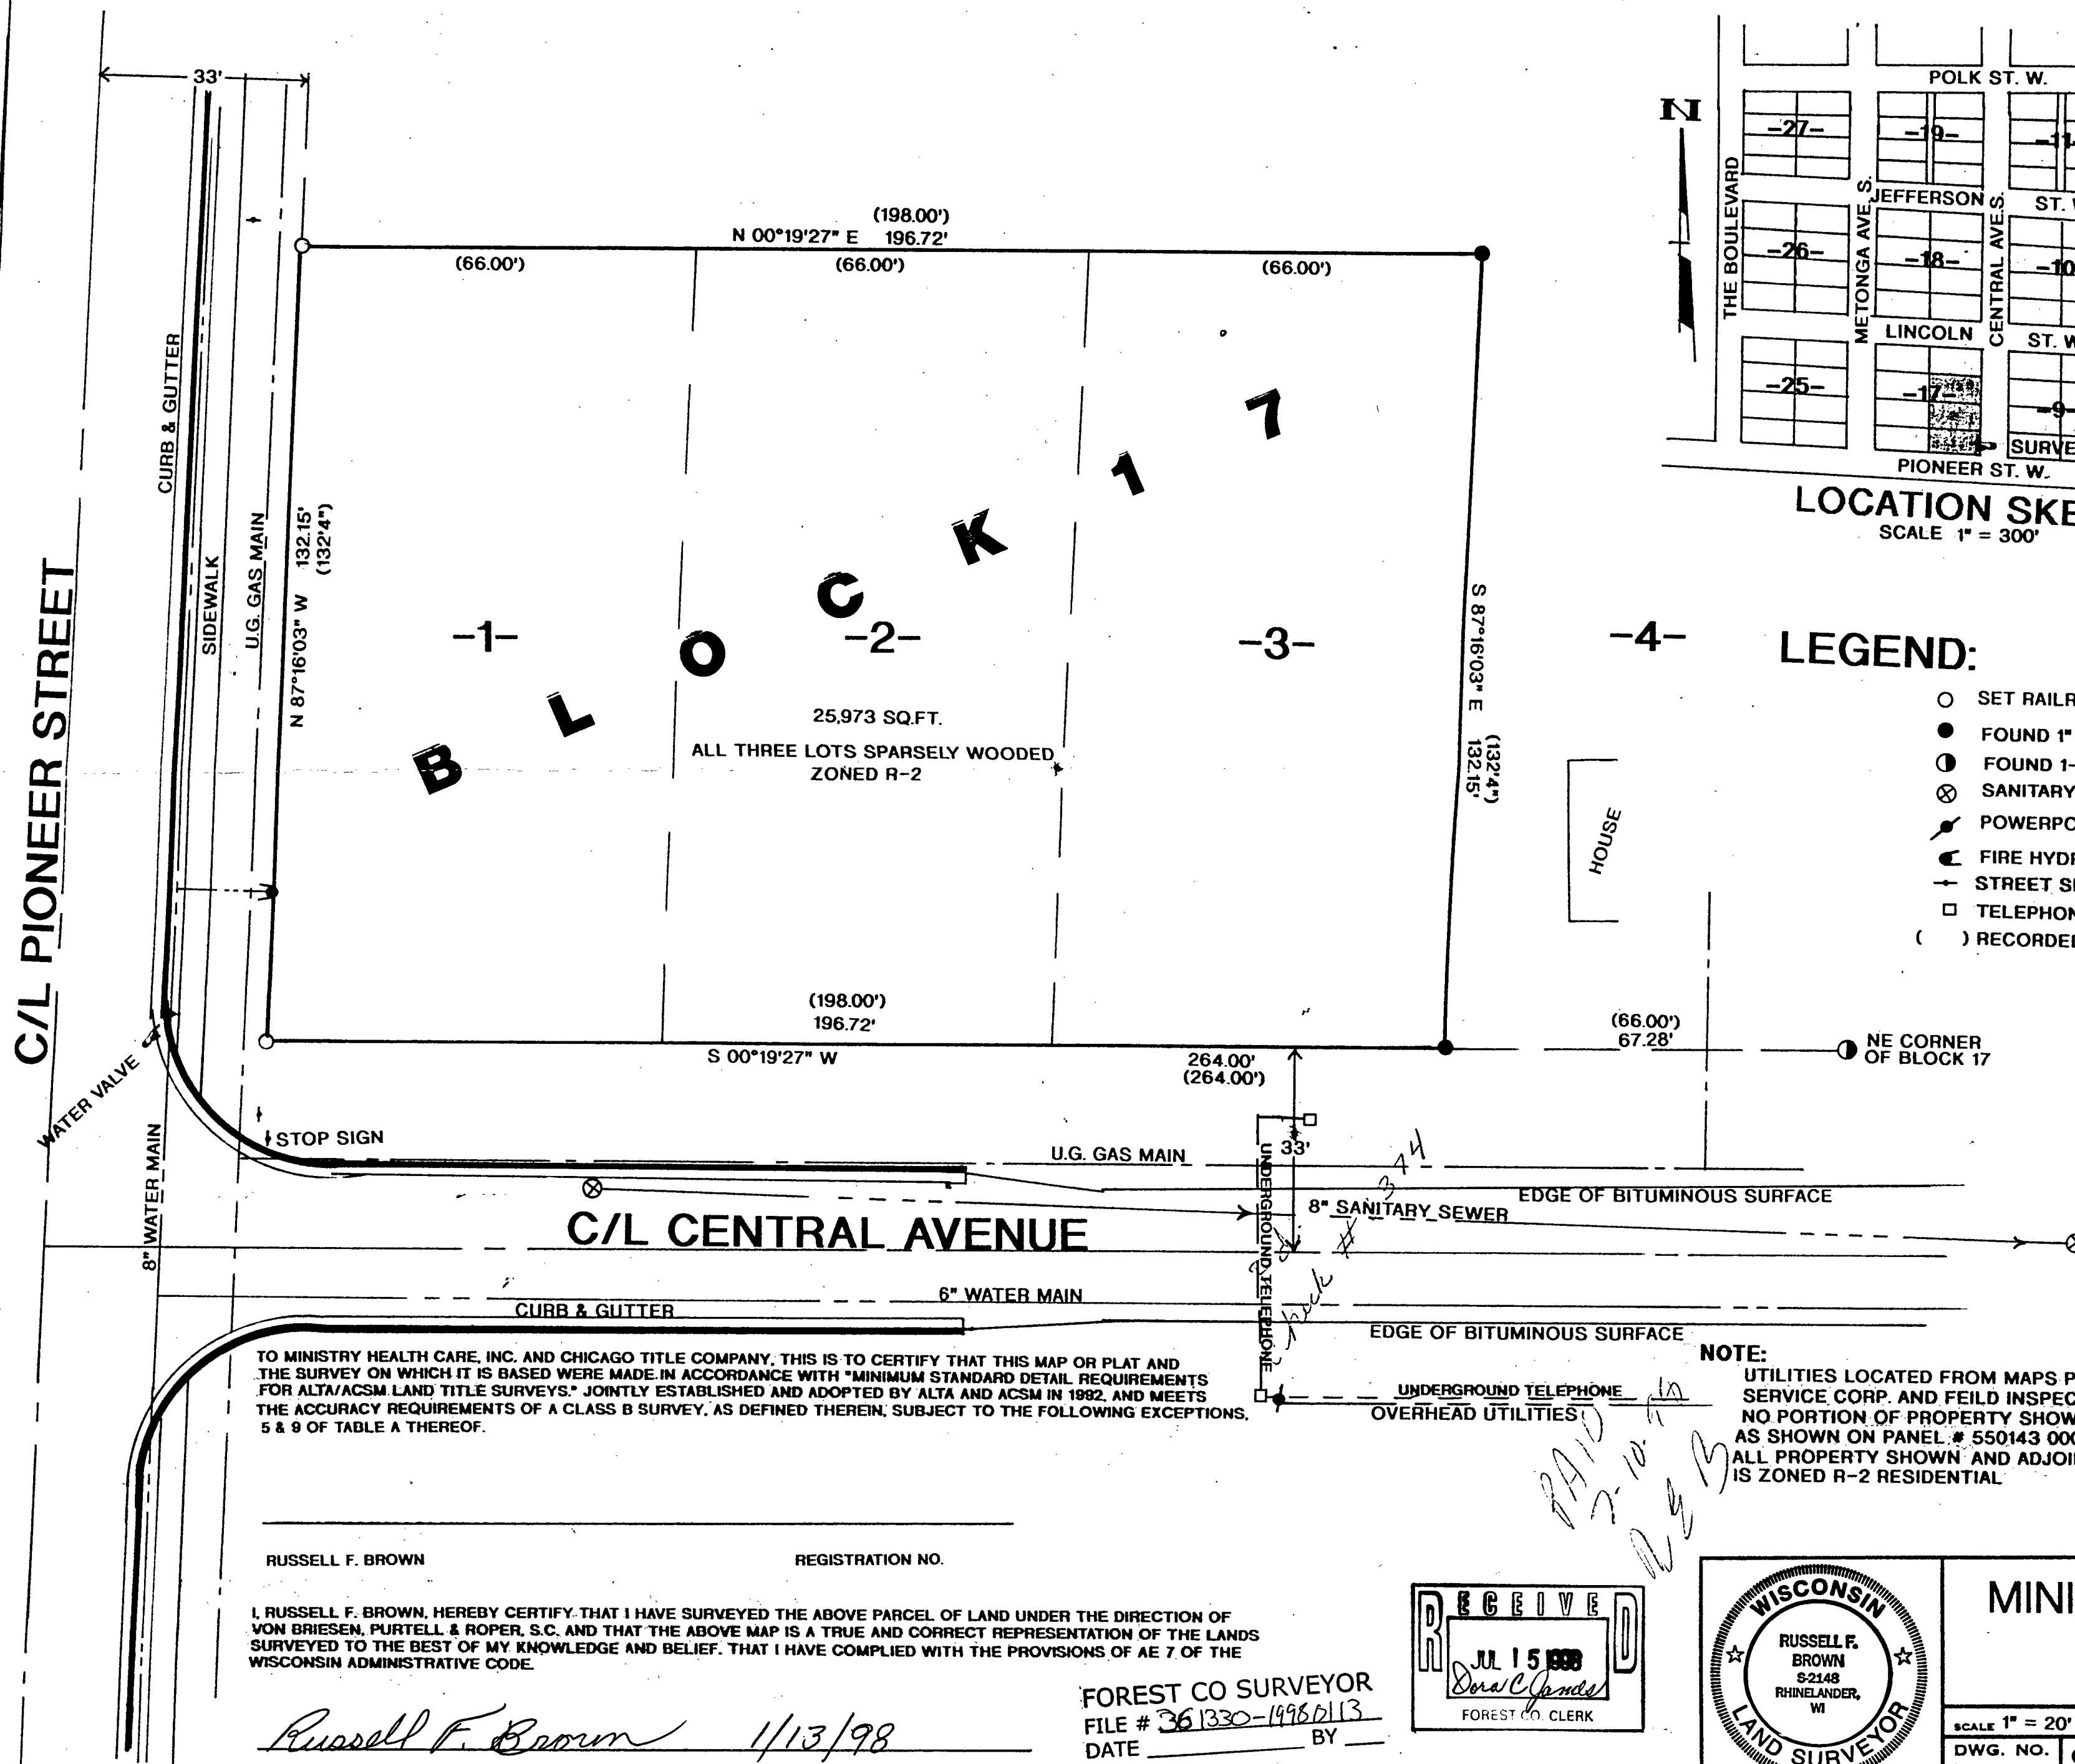 33'
(198.00')
N 00°19'27" E 196.72'
(66.00')
(66.00')
(66.00')
CURB & GUTTER
SIDEWALK
U.G. GAS MAIN
N 87°16'03" W 132.15'
(132'4")
C/L PIONEER STREET
BLOCK 17
-1-
-2-
-3-
-4-
25,973 SQ.FT.
ALL THREE LOTS SPARSELY WOODED
ZONED R-2
S 87°16'03" E 132.15'
(132'4")
HOUSE
(198.00')
196.72'
S 00°19'27" W
264.00'
(264.00')
(66.00')
67.28'
NE CORNER
OF BLOCK 17
WATER VALVE
8" WATER MAIN
STOP SIGN
U.G. GAS MAIN
33'
UNDERGROUND TELEPHONE
EDGE OF BITUMINOUS SURFACE
8" SANITARY SEWER
C/L CENTRAL AVENUE
6" WATER MAIN
CURB & GUTTER
EDGE OF BITUMINOUS SURFACE
UNDERGROUND TELEPHONE
OVERHEAD UTILITIES
check # 344
PAID
REB
N
POLK ST. W.
-27-
-19-
-11-
THE BOULEVARD
METONGA AVE. S.
JEFFERSON ST.
CENTRAL AVE. S.
-26-
-18-
-10
LINCOLN ST. W
-25-
-17-
-9-
SURVE
PIONEER ST. W.
LOCATION SKE
SCALE 1" = 300'
LEGEND:
SET RAILR
FOUND 1"
FOUND 1-
SANITARY
POWERPO
FIRE HYDR
STREET SI
TELEPHON
( ) RECORDED
TO MINISTRY HEALTH CARE, INC. AND CHICAGO TITLE COMPANY, THIS IS TO CERTIFY THAT THIS MAP OR PLAT AND
THE SURVEY ON WHICH IT IS BASED WERE MADE IN ACCORDANCE WITH "MINIMUM STANDARD DETAIL REQUIREMENTS
FOR ALTA/ACSM LAND TITLE SURVEYS." JOINTLY ESTABLISHED AND ADOPTED BY ALTA AND ACSM IN 1992, AND MEETS
THE ACCURACY REQUIREMENTS OF A CLASS B SURVEY, AS DEFINED THEREIN, SUBJECT TO THE FOLLOWING EXCEPTIONS,
5 & 9 OF TABLE A THEREOF.
NOTE:
UTILITIES LOCATED FROM MAPS P
SERVICE CORP. AND FEILD INSPEC
NO PORTION OF PROPERTY SHOW
AS SHOWN ON PANEL # 550143 000
ALL PROPERTY SHOWN AND ADJOI
IS ZONED R-2 RESIDENTIAL
RUSSELL F. BROWN REGISTRATION NO.
I, RUSSELL F. BROWN, HEREBY CERTIFY THAT I HAVE SURVEYED THE ABOVE PARCEL OF LAND UNDER THE DIRECTION OF
VON BRIESEN, PURTELL & ROPER, S.C. AND THAT THE ABOVE MAP IS A TRUE AND CORRECT REPRESENTATION OF THE LANDS
SURVEYED TO THE BEST OF MY KNOWLEDGE AND BELIEF. THAT I HAVE COMPLIED WITH THE PROVISIONS OF AE 7 OF THE
WISCONSIN ADMINISTRATIVE CODE.
Russell F. Brown 1/13/98
FOREST CO SURVEYOR
FILE # 361330-19980113
DATE BY
RECEIVED
JUL 15 1998
Dora C James
FOREST CO. CLERK
WISCONSIN
RUSSELL F.
BROWN
S-2148
RHINELANDER,
WI
LAND SURVEYOR
MINI
SCALE 1" = 20'
DWG. NO.